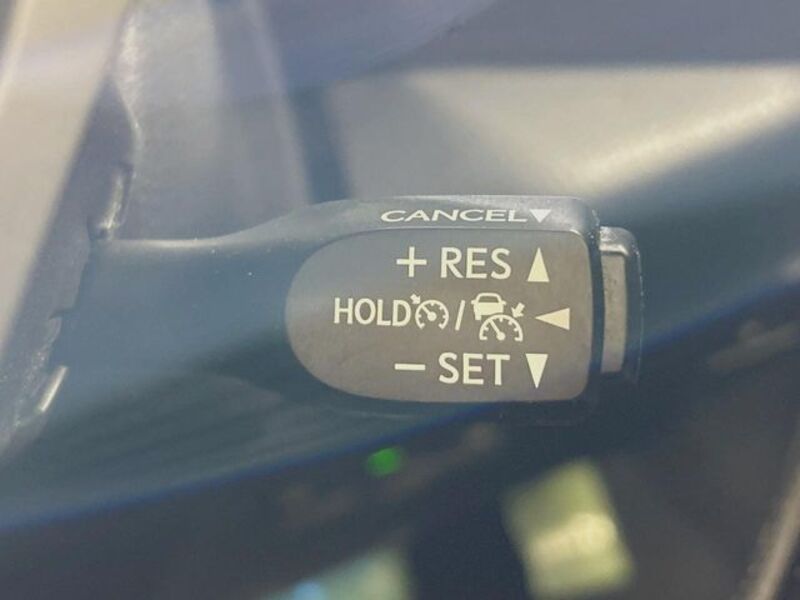 CANCEL▼
+ RES ▲
HOLD / ◀
− SET ▼